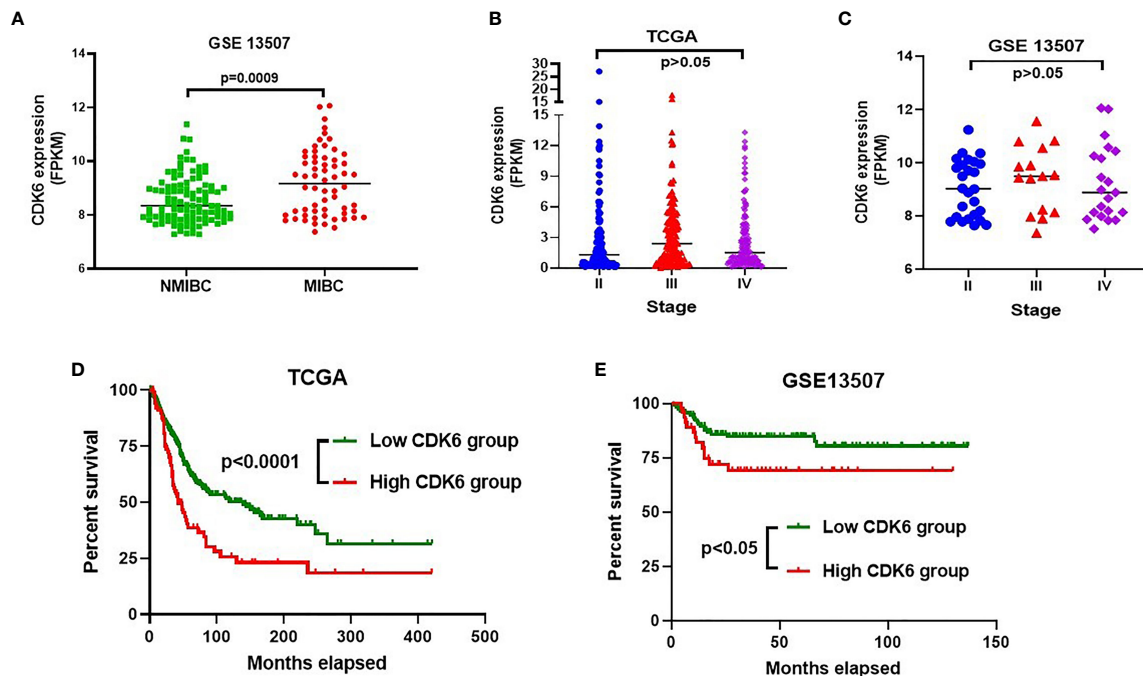 A
GSE 13507
p=0.0009
CDK6 expression
(FPKM)
14
12
10
8
6
NMIBC
MIBC
B
TCGA
p>0.05
CDK6 expression
(FPKM)
30
25
20
15
15
12
9
6
3
0
II
III
IV
Stage
C
GSE 13507
p>0.05
CDK6 expression
(FPKM)
14
12
10
8
6
II
III
IV
Stage
D
TCGA
Percent survival
100
75
50
25
0
p<0.0001
Low CDK6 group
High CDK6 group
0
100
200
300
400
500
Months elapsed
E
GSE13507
Percent survival
100
75
50
25
0
p<0.05
Low CDK6 group
High CDK6 group
0
50
100
150
Months elapsed